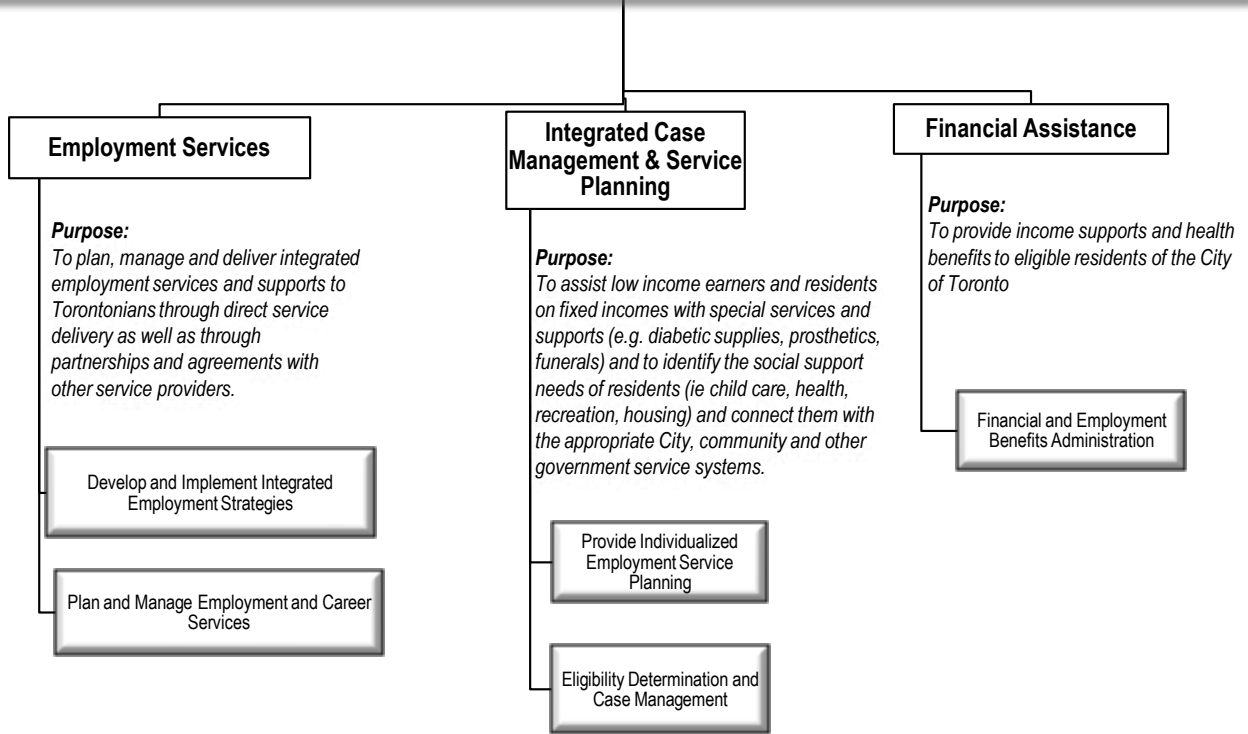 Employment Services
Purpose:
To plan, manage and deliver integrated
employment services and supports to
Torontonians through direct service
delivery as well as through
partnerships and agreements with
other service providers.
Develop and Implement Integrated
Employment Strategies
Plan and Manage Employment and Career
Services
Integrated Case
Management & Service
Planning
Purpose:
To assist low income earners and residents
on fixed incomes with special services and
supports (e.g. diabetic supplies, prosthetics,
funerals) and to identify the social support
needs of residents (ie child care, health,
recreation, housing) and connect them with
the appropriate City, community and other
government service systems.
Provide Individualized
Employment Service
Planning
Eligibility Determination and
Case Management
Financial Assistance
Purpose:
To provide income supports and health
benefits to eligible residents of the City
of Toronto
Financial and Employment
Benefits Administration